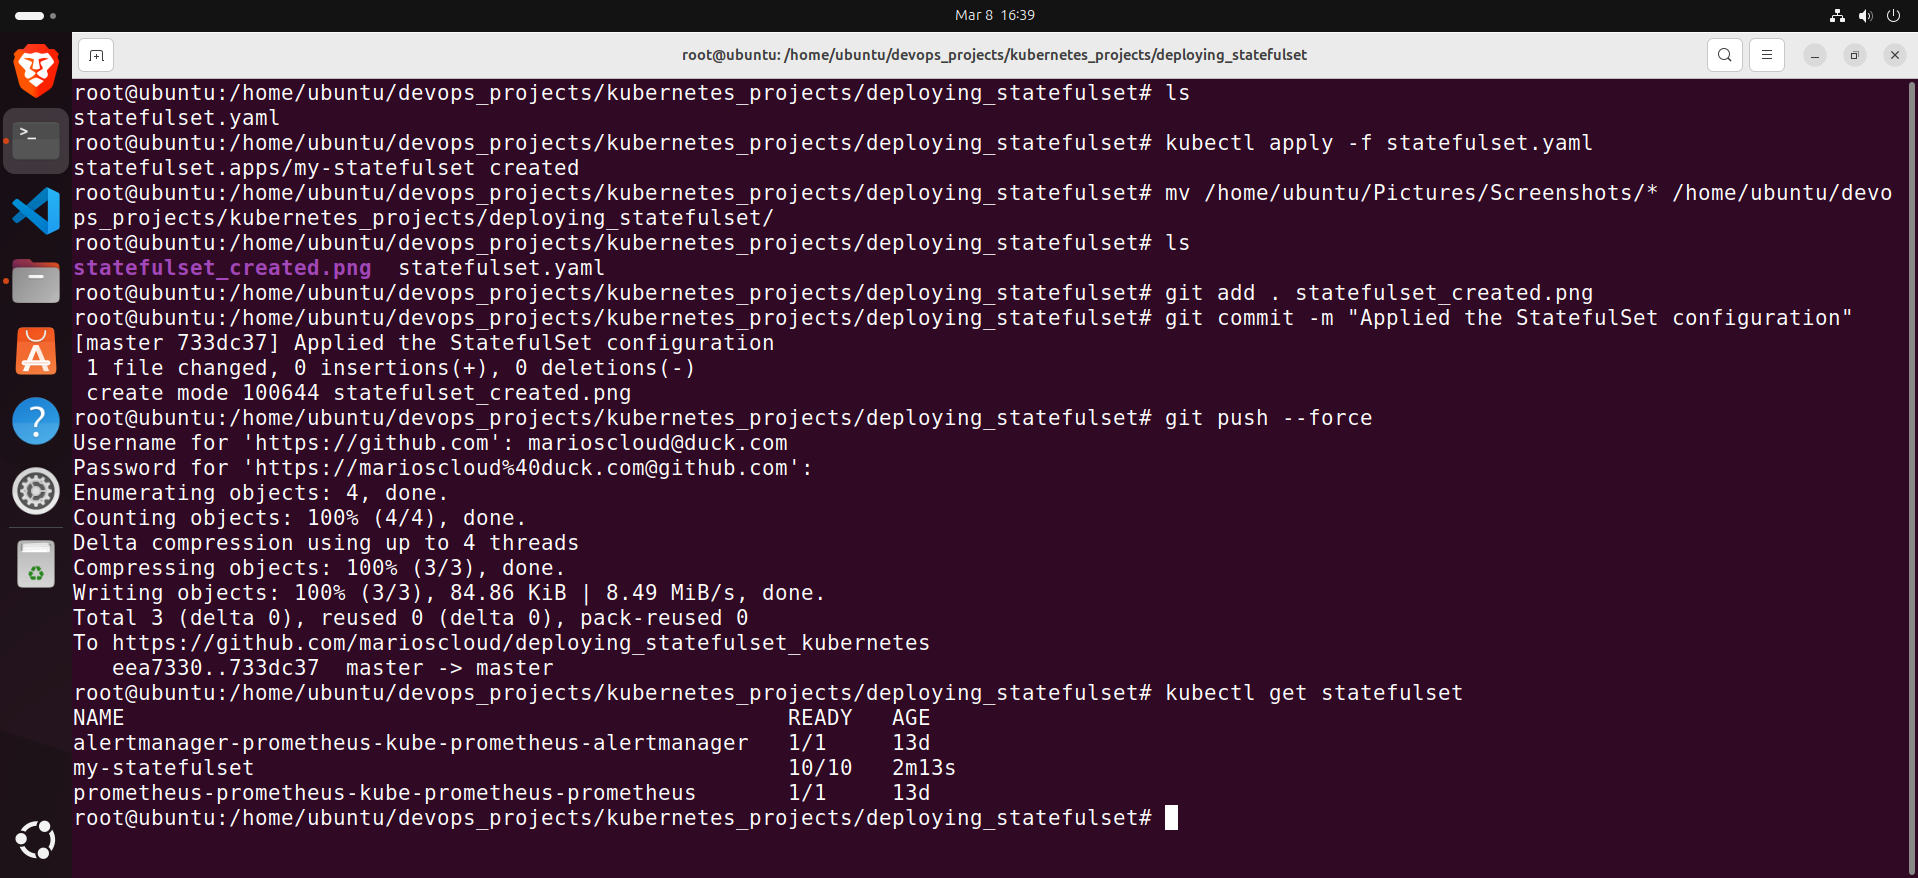 Mar 8 16:39
root@ubuntu: /home/ubuntu/devops_projects/kubernetes_projects/deploying_statefulset
root@ubuntu:/home/ubuntu/devops_projects/kubernetes_projects/deploying_statefulset# ls
statefulset.yaml
root@ubuntu:/home/ubuntu/devops_projects/kubernetes_projects/deploying_statefulset# kubectl apply -f statefulset.yaml
statefulset.apps/my-statefulset created
root@ubuntu:/home/ubuntu/devops_projects/kubernetes_projects/deploying_statefulset# mv /home/ubuntu/Pictures/Screenshots/* /home/ubuntu/devo
ps_projects/kubernetes_projects/deploying_statefulset/
root@ubuntu:/home/ubuntu/devops_projects/kubernetes_projects/deploying_statefulset# ls
statefulset_created.png  statefulset.yaml
root@ubuntu:/home/ubuntu/devops_projects/kubernetes_projects/deploying_statefulset# git add . statefulset_created.png
root@ubuntu:/home/ubuntu/devops_projects/kubernetes_projects/deploying_statefulset# git commit -m "Applied the StatefulSet configuration"
[master 733dc37] Applied the StatefulSet configuration
 1 file changed, 0 insertions(+), 0 deletions(-)
 create mode 100644 statefulset_created.png
root@ubuntu:/home/ubuntu/devops_projects/kubernetes_projects/deploying_statefulset# git push --force
Username for 'https://github.com': marioscloud@duck.com
Password for 'https://marioscloud%40duck.com@github.com':
Enumerating objects: 4, done.
Counting objects: 100% (4/4), done.
Delta compression using up to 4 threads
Compressing objects: 100% (3/3), done.
Writing objects: 100% (3/3), 84.86 KiB | 8.49 MiB/s, done.
Total 3 (delta 0), reused 0 (delta 0), pack-reused 0
To https://github.com/marioscloud/deploying_statefulset_kubernetes
   eea7330..733dc37  master -> master
root@ubuntu:/home/ubuntu/devops_projects/kubernetes_projects/deploying_statefulset# kubectl get statefulset
NAME                                                   READY   AGE
alertmanager-prometheus-kube-prometheus-alertmanager   1/1     13d
my-statefulset                                         10/10   2m13s
prometheus-prometheus-kube-prometheus-prometheus       1/1     13d
root@ubuntu:/home/ubuntu/devops_projects/kubernetes_projects/deploying_statefulset#